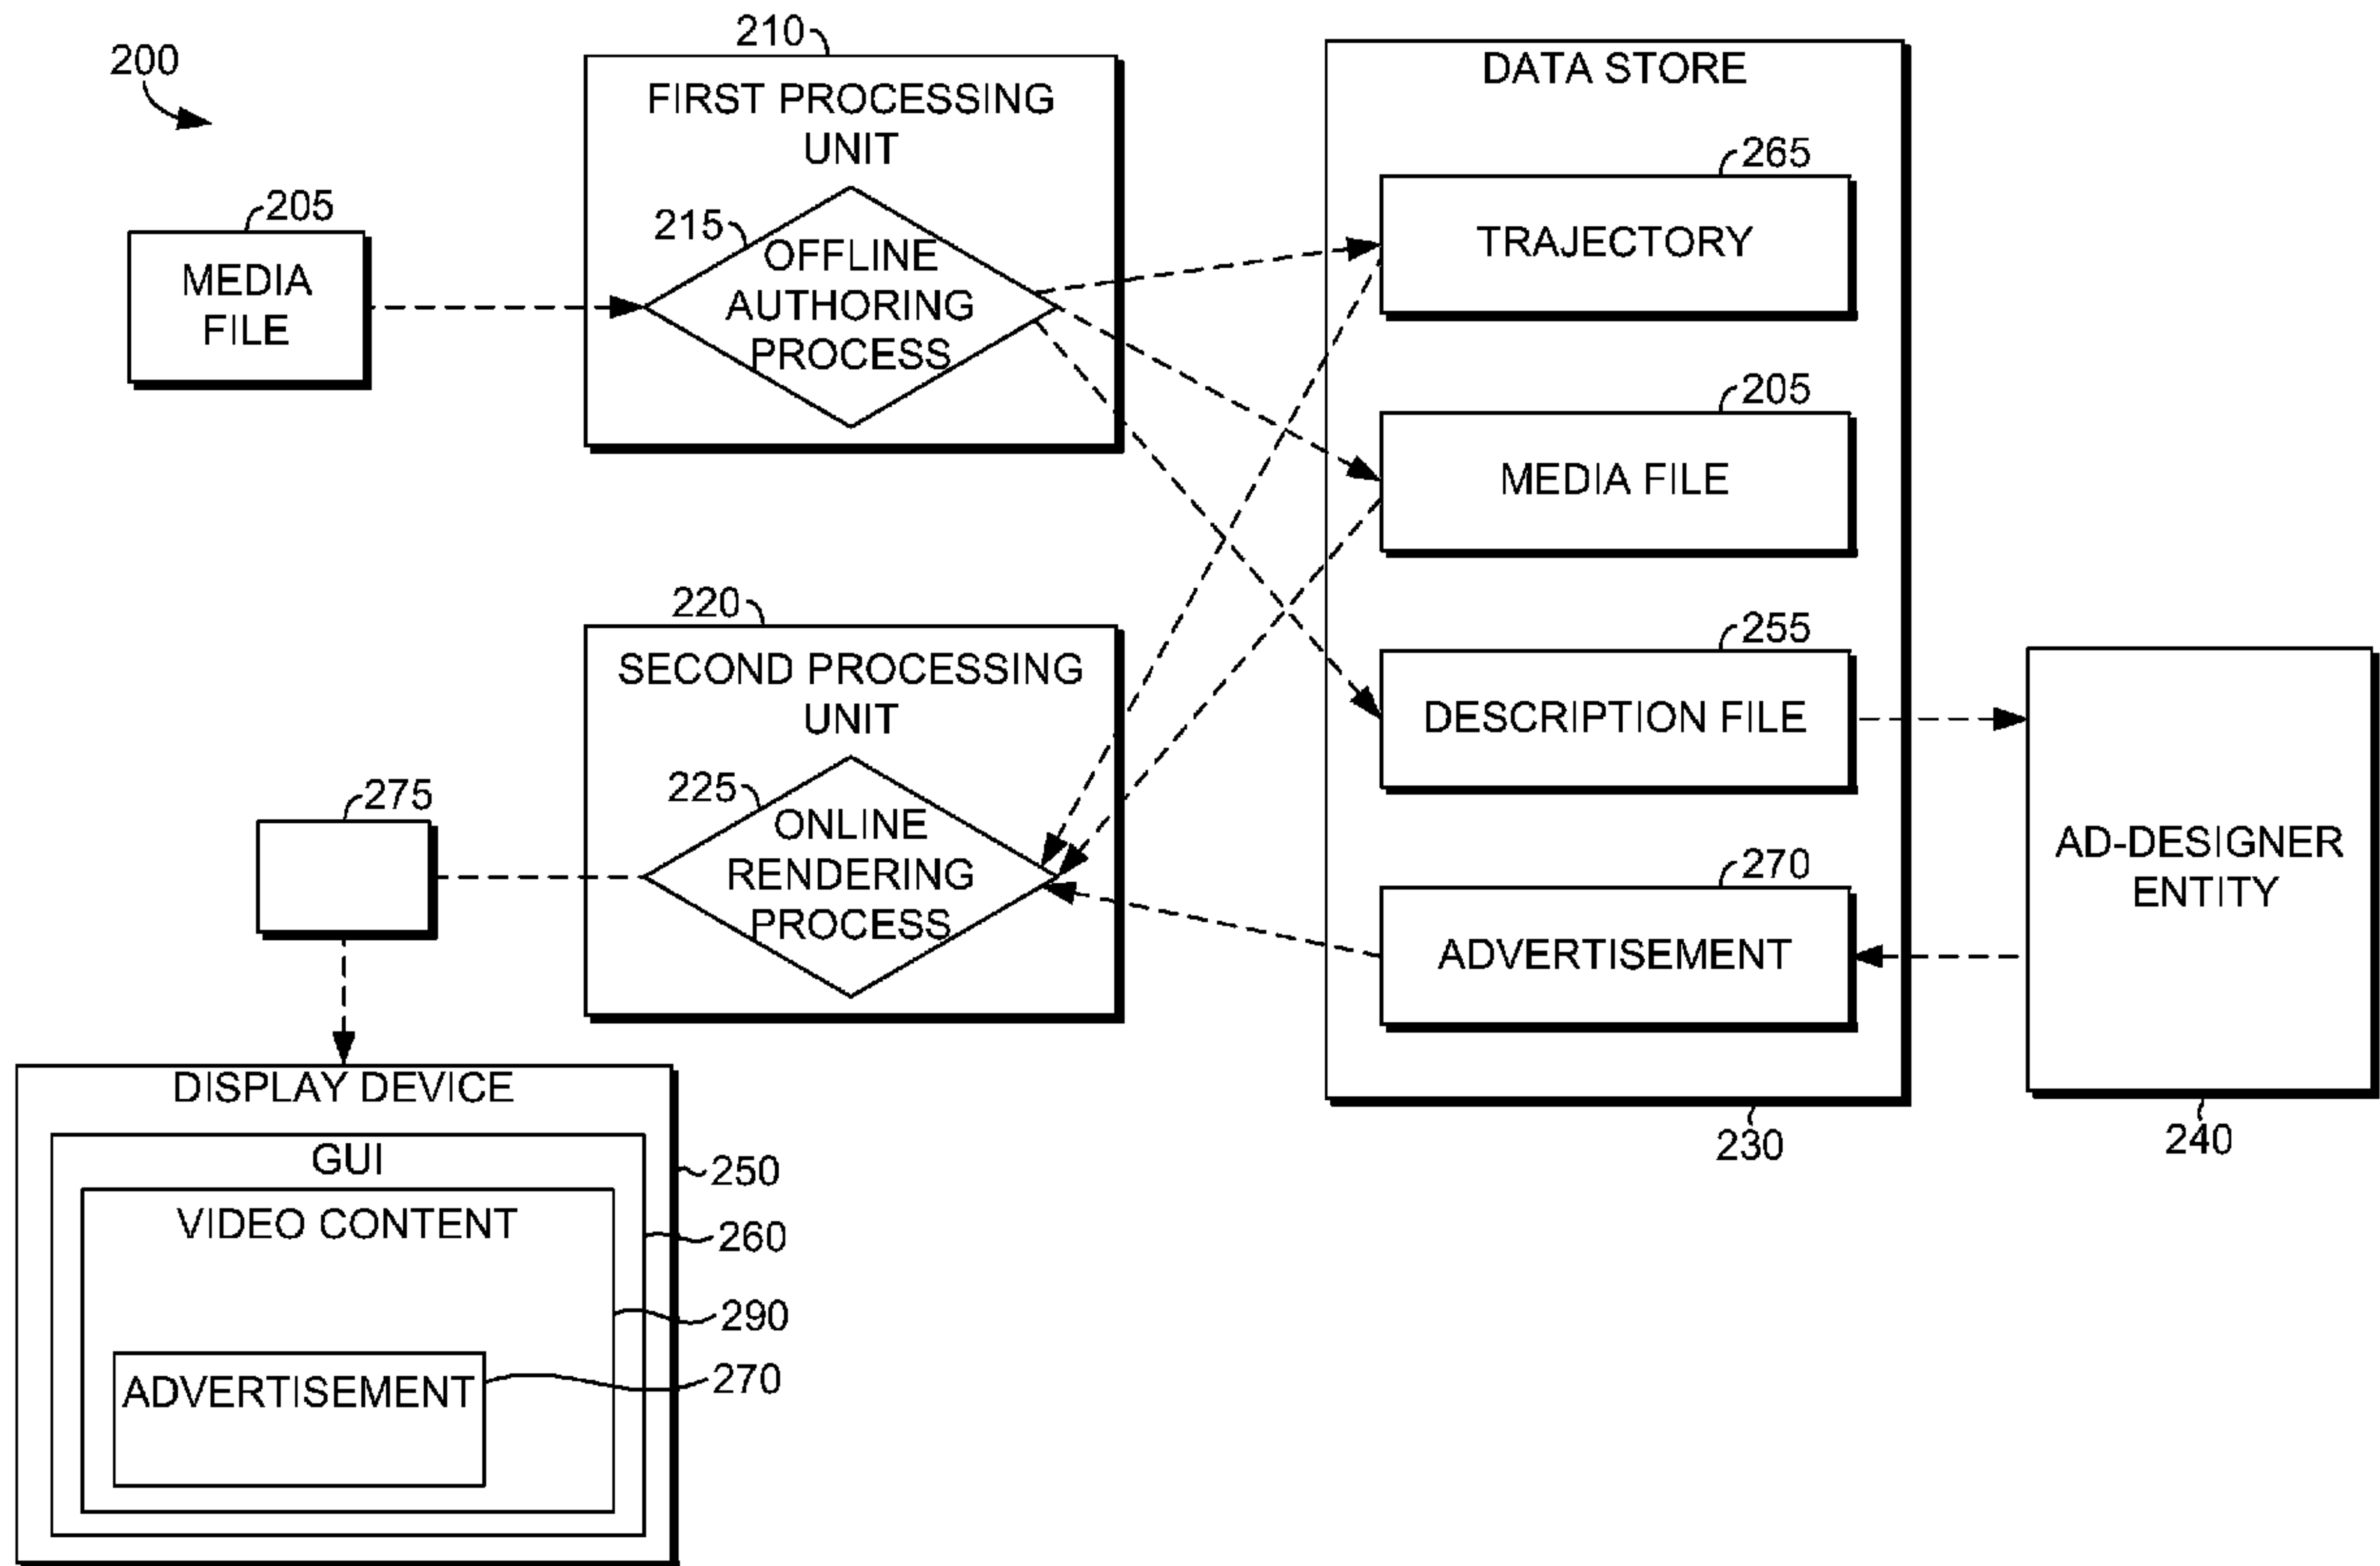 200
205
MEDIA
FILE
210
FIRST PROCESSING
UNIT
215
OFFLINE
AUTHORING
PROCESS
220
SECOND PROCESSING
UNIT
225
ONLINE
RENDERING
PROCESS
DATA STORE
265
TRAJECTORY
205
MEDIA FILE
255
DESCRIPTION FILE
270
ADVERTISEMENT
230
AD-DESIGNER
ENTITY
240
275
DISPLAY DEVICE
GUI
VIDEO CONTENT
ADVERTISEMENT
250
260
290
270